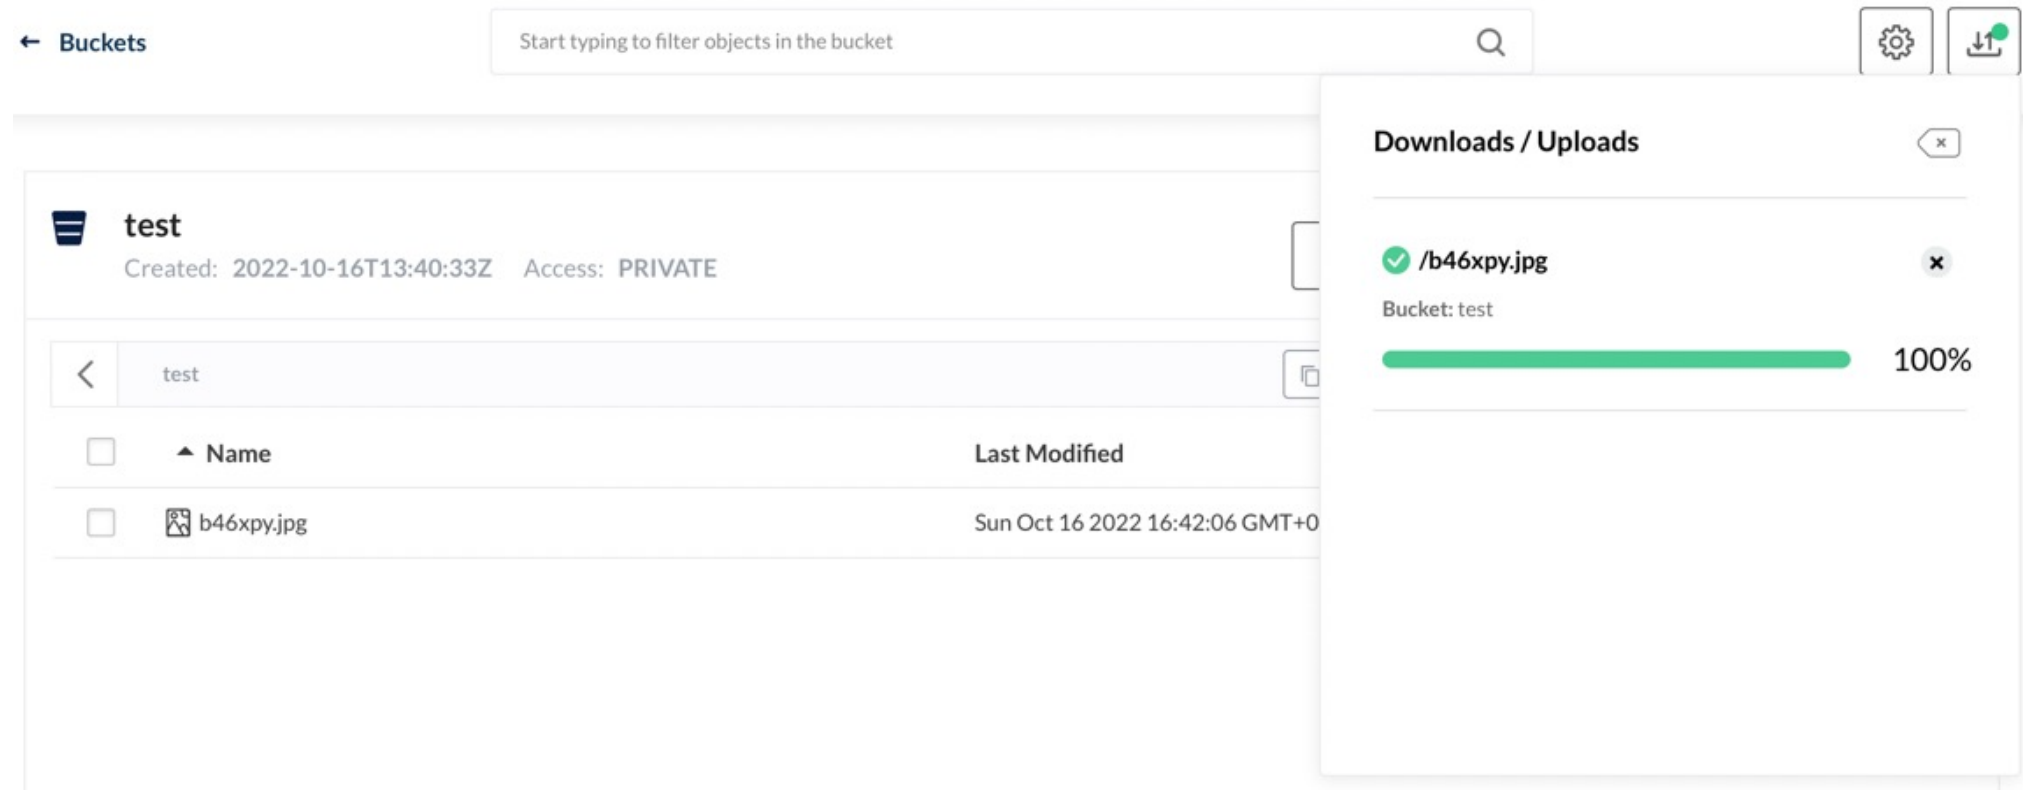 ← Buckets
Start typing to filter objects in the bucket
Downloads / Uploads
test
Created: 2022-10-16T13:40:33Z Access: PRIVATE
/b46xpy.jpg
Bucket: test
100%
test
Name Last Modified
b46xpy.jpg Sun Oct 16 2022 16:42:06 GMT+0